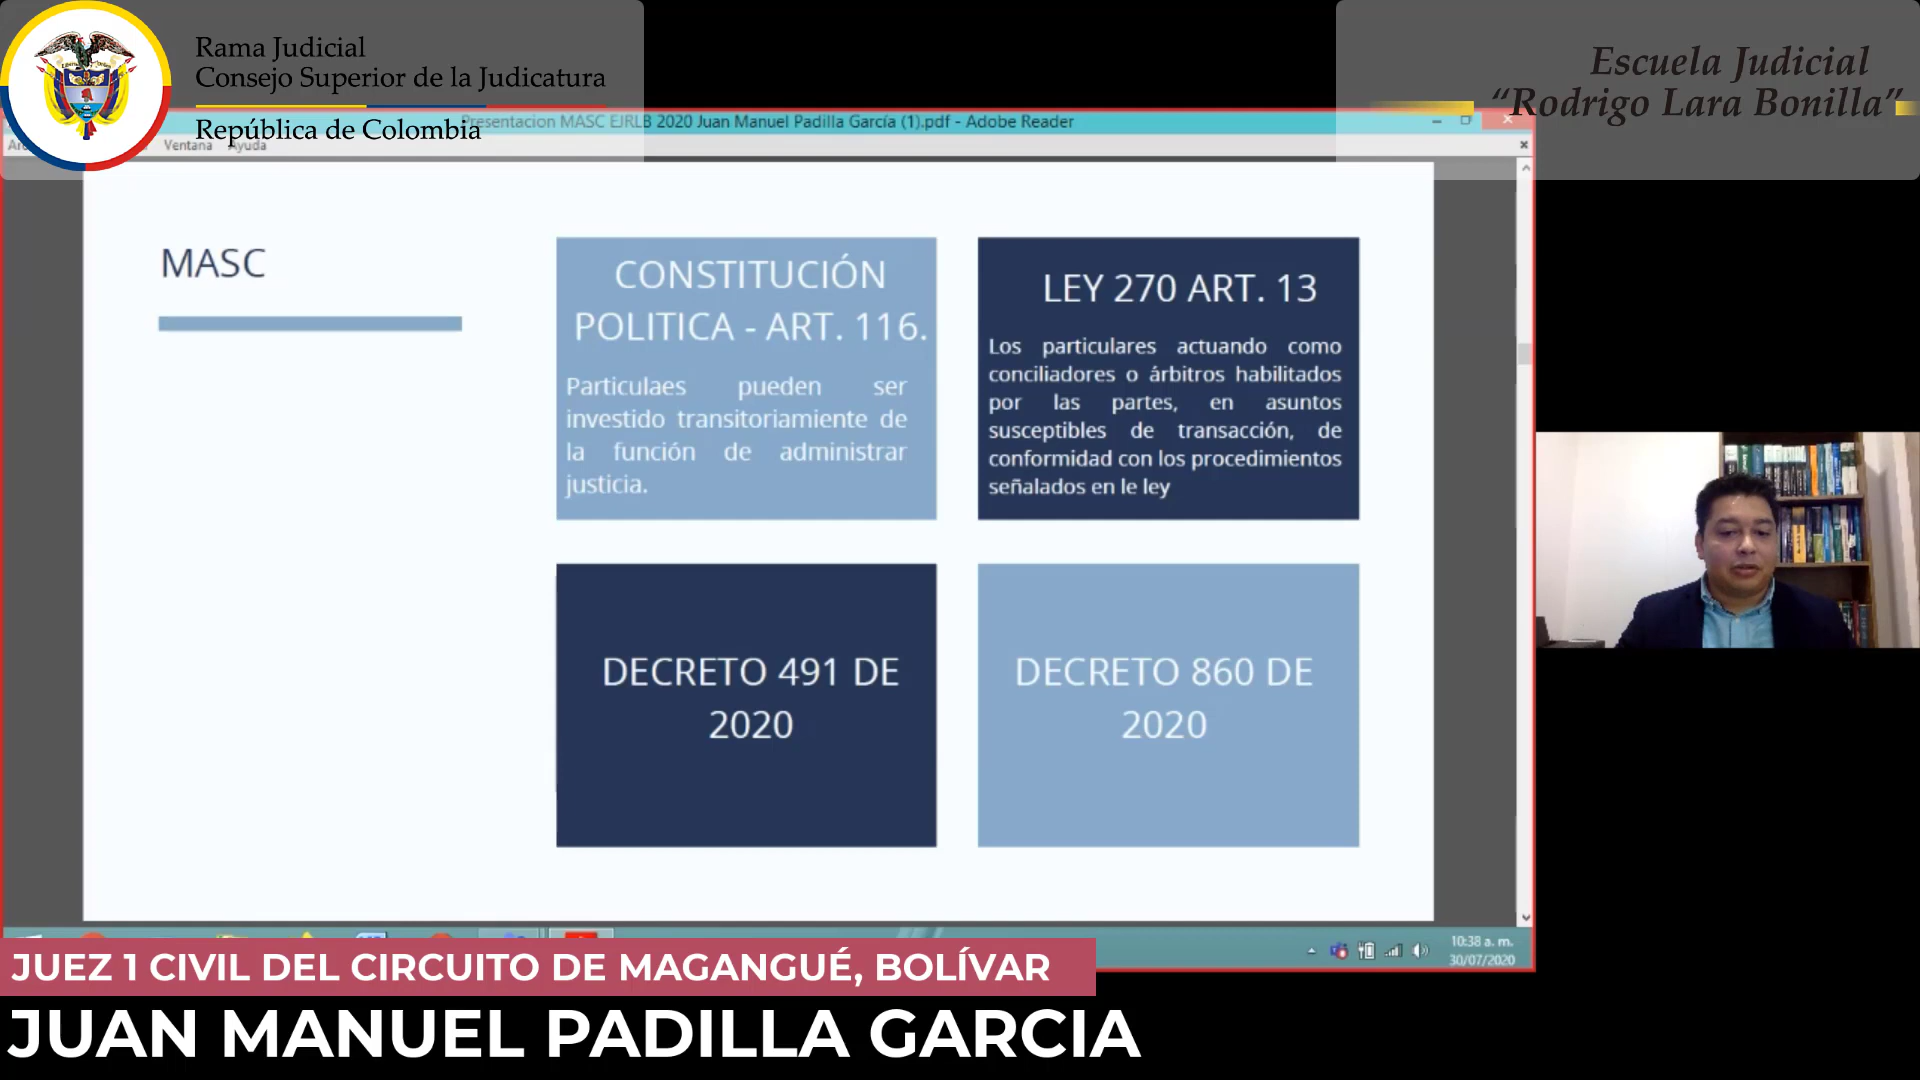 Rama Judicial
Consejo Superior de la Judicatura
República de Colombia
Escuela Judicial
“Rodrigo Lara Bonilla”
Presentacion MASC EJRLB 2020 Juan Manuel Padilla García (1).pdf - Adobe Reader
Ventana Ayuda
MASC
CONSTITUCIÓN
POLITICA - ART. 116.
Particulaes pueden ser
investido transitoriamiente de
la función de administrar
justicia.
LEY 270 ART. 13
Los particulares actuando como
conciliadores o árbitros habilitados
por las partes, en asuntos
susceptibles de transacción, de
conformidad con los procedimientos
señalados en le ley
DECRETO 491 DE
2020
DECRETO 860 DE
2020
10:38 a. m.
30/07/2020
JUEZ 1 CIVIL DEL CIRCUITO DE MAGANGUÉ, BOLÍVAR
JUAN MANUEL PADILLA GARCIA